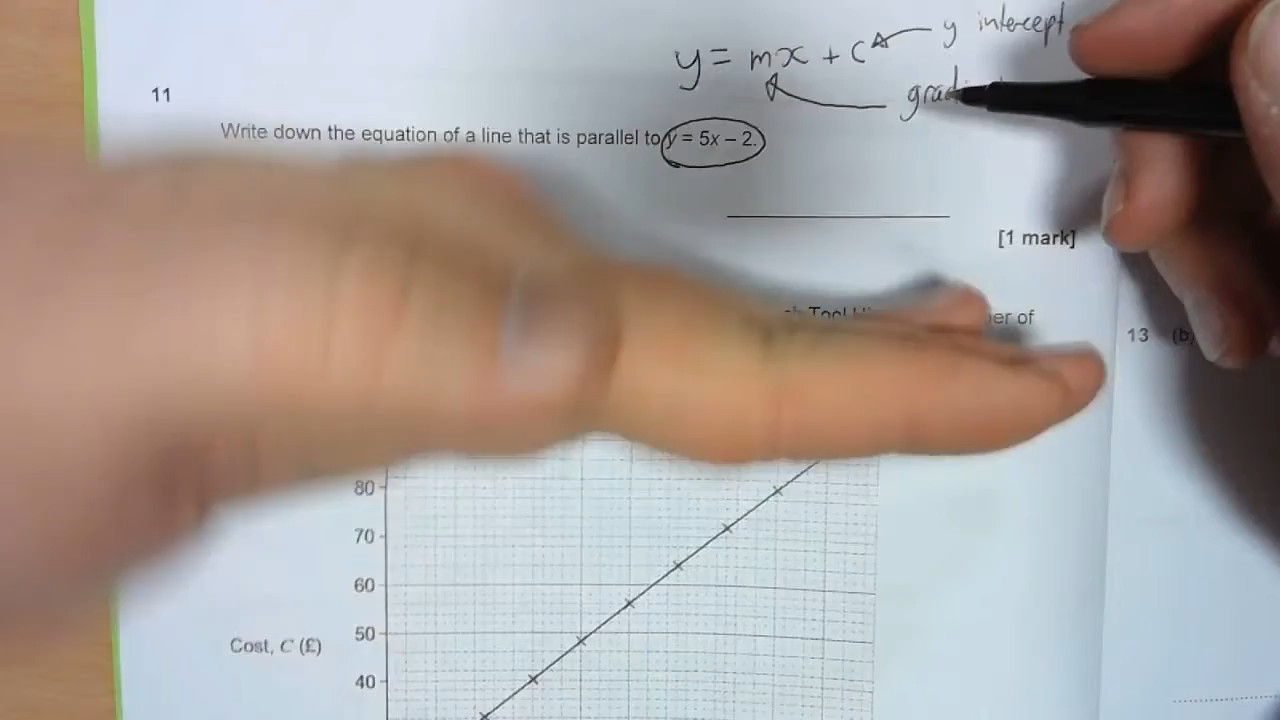 y = mx + c y intercept
11
Write down the equation of a line that is parallel to y = 5x – 2.
[1 mark]
er of
13 (b)
80
70
60
Cost, C (£) 50
40